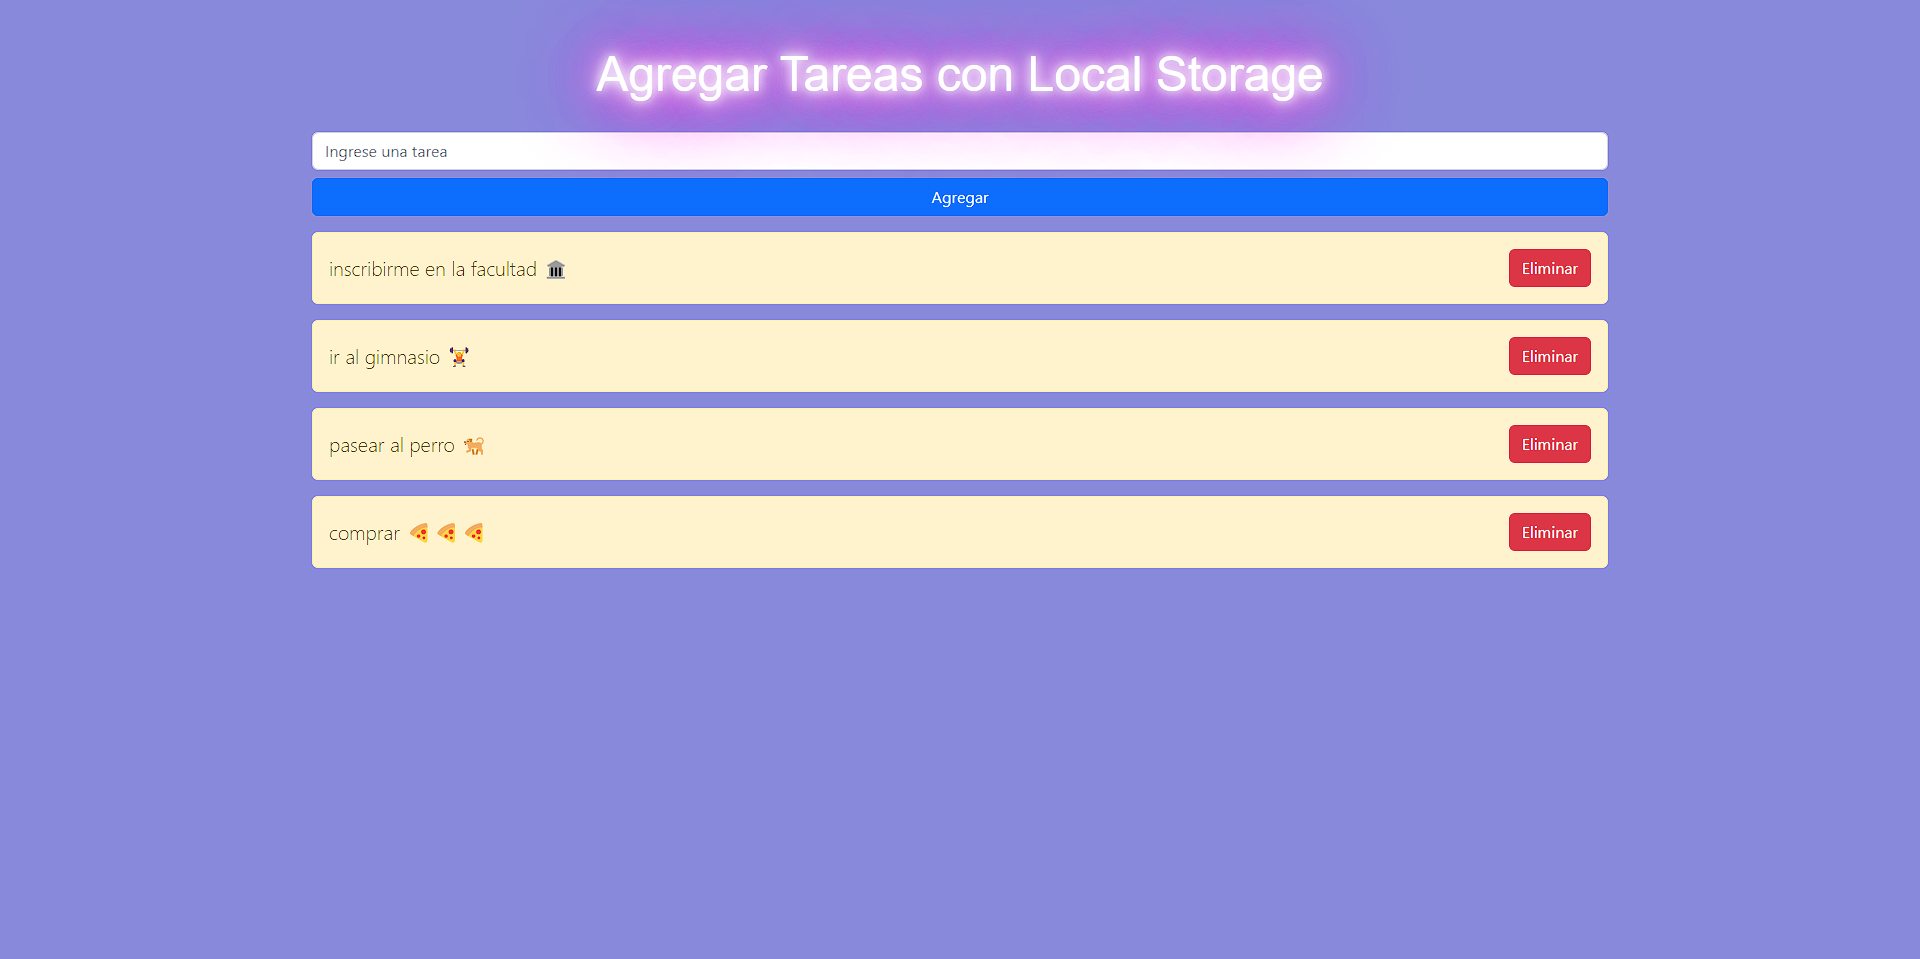 Agregar Tareas con Local Storage
Ingrese una tarea
Agregar
inscribirme en la facultad 🏛️ Eliminar
ir al gimnasio 🏋️ Eliminar
pasear al perro 🐕 Eliminar
comprar 🍕🍕🍕 Eliminar